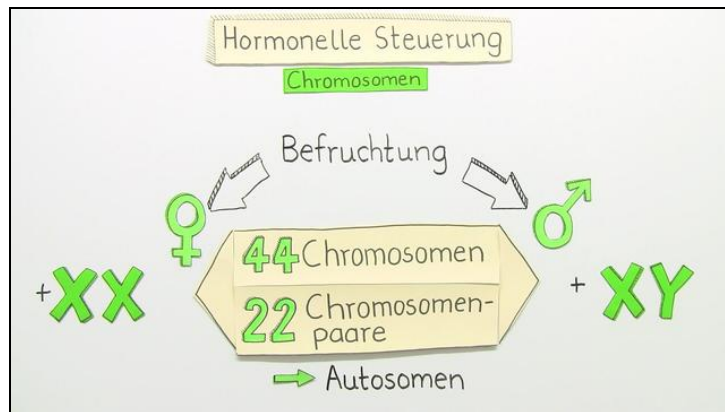 Hormonelle Steuerung
Chromosomen
Befruchtung
44 Chromosomen
22 Chromosomen-
paare
+ XX
+ XY
Autosomen